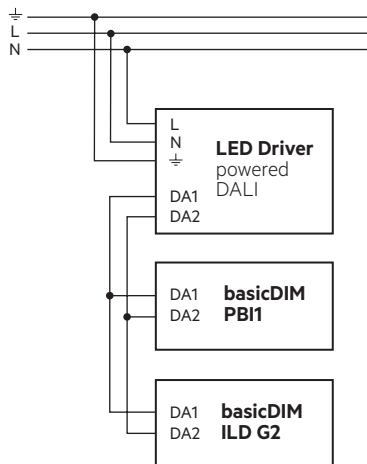 ⏚
L
N
L
N
⏚
LED Driver
powered
DALI
DA1
DA2
DA1
DA2
basicDIM
PBI1
DA1
DA2
basicDIM
ILD G2